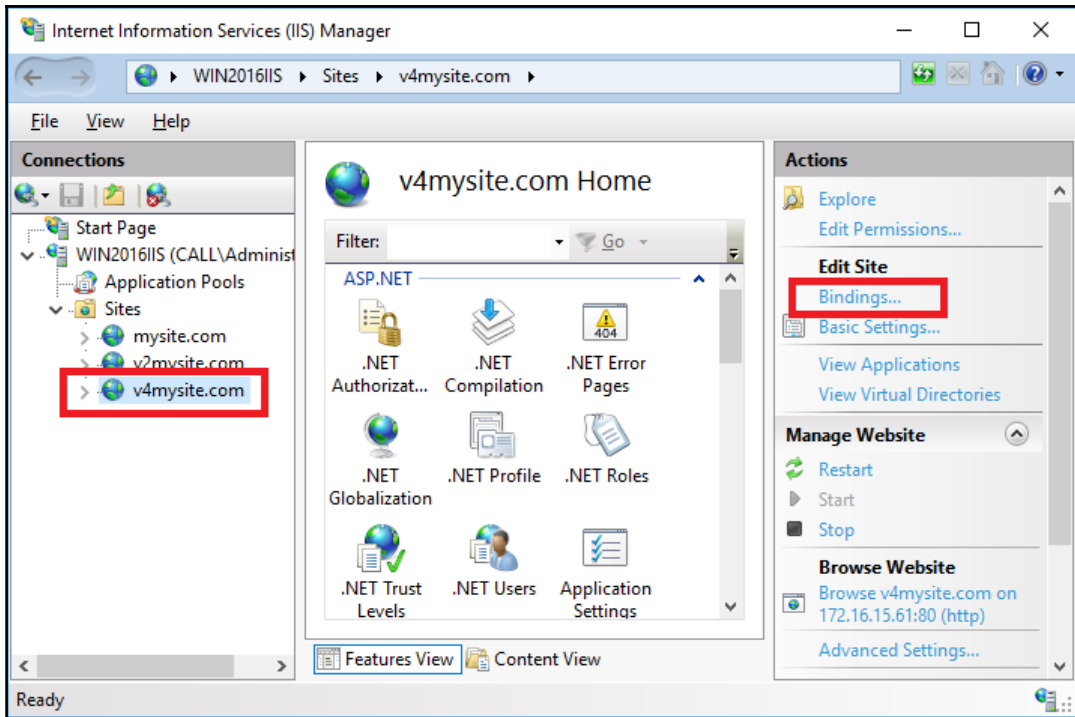 Internet Information Services (IIS) Manager
WIN2016IIS Sites v4mysite.com
File View Help
Connections
Start Page
WIN2016IIS (CALL\Administ
Application Pools
Sites
mysite.com
v2mysite.com
v4mysite.com
v4mysite.com Home
Filter: Go
ASP.NET
.NET
Authorizat...
.NET
Compilation
404
.NET Error
Pages
.NET
Globalization
.NET Profile
.NET Roles
.NET Trust
Levels
.NET Users
Application
Settings
Features View Content View
Actions
Explore
Edit Permissions...
Edit Site
Bindings...
Basic Settings...
View Applications
View Virtual Directories
Manage Website
Restart
Start
Stop
Browse Website
Browse v4mysite.com on
172.16.15.61:80 (http)
Advanced Settings...
Ready